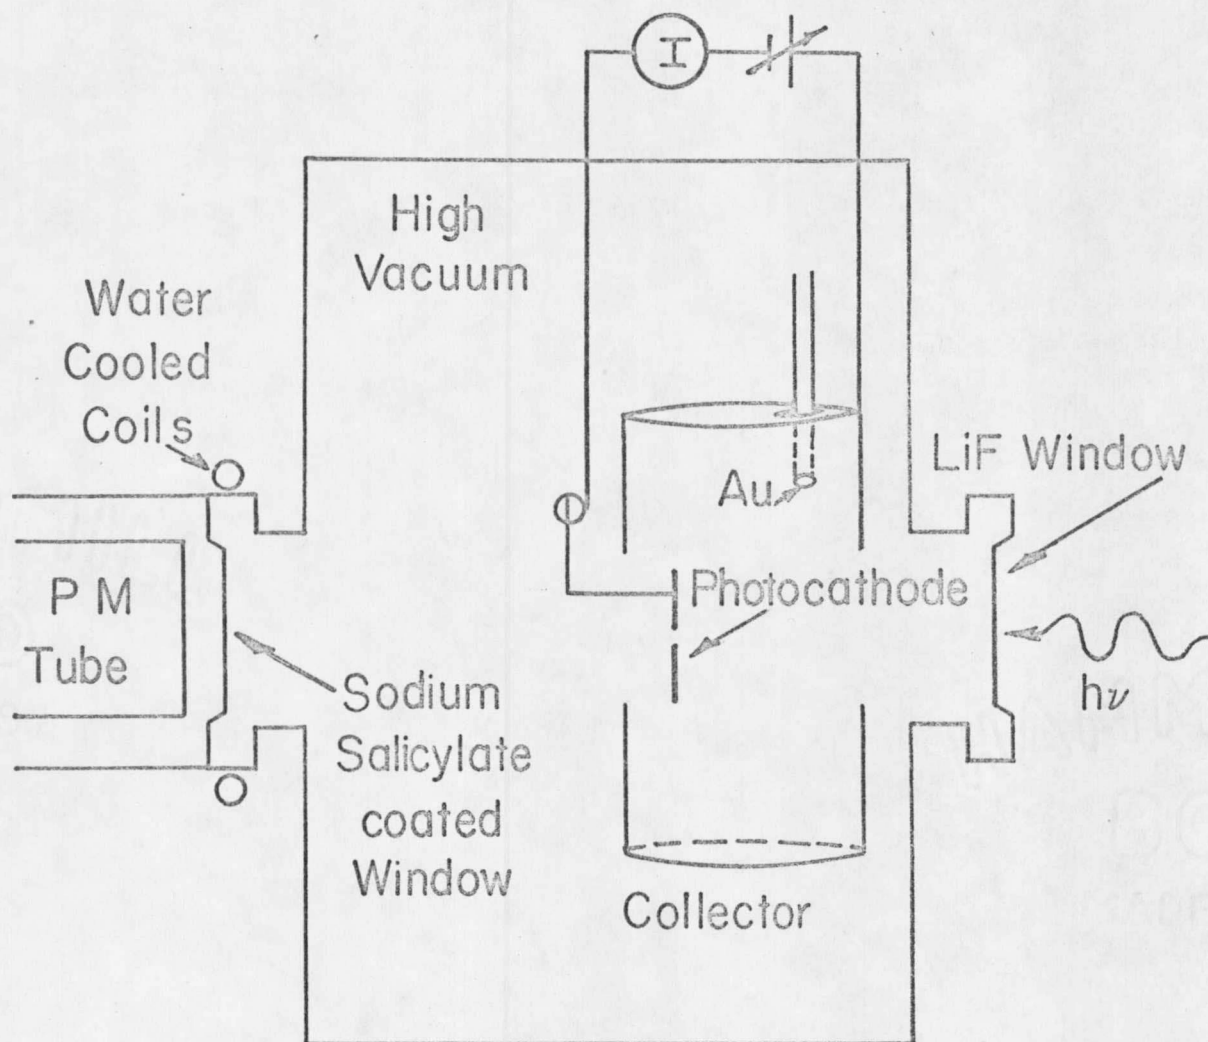 I
High
Vacuum
Water
Cooled
Coils
Au
LiF Window
P M
Tube
Photocathode
hν
Sodium
Salicylate
coated
Window
Collector